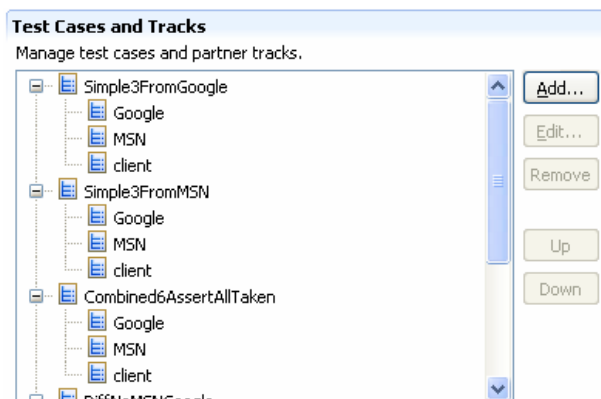 Test Cases and Tracks
Manage test cases and partner tracks.
Simple3FromGoogle
Google
MSN
client
Simple3FromMSN
Google
MSN
client
Combined6AssertAllTaken
Google
MSN
client
Add...
Edit...
Remove
Up
Down